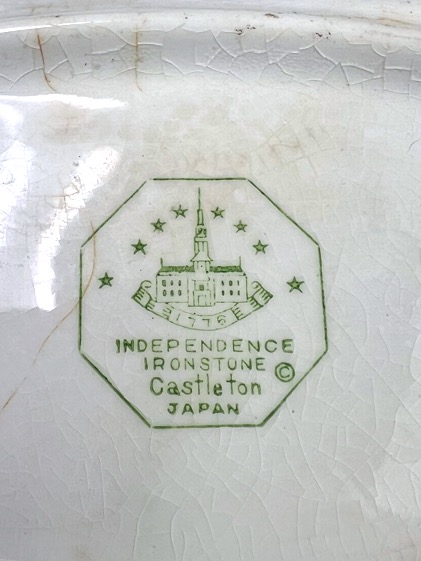 1776
INDEPENDENCE
IRONSTONE
Castleton ©
JAPAN